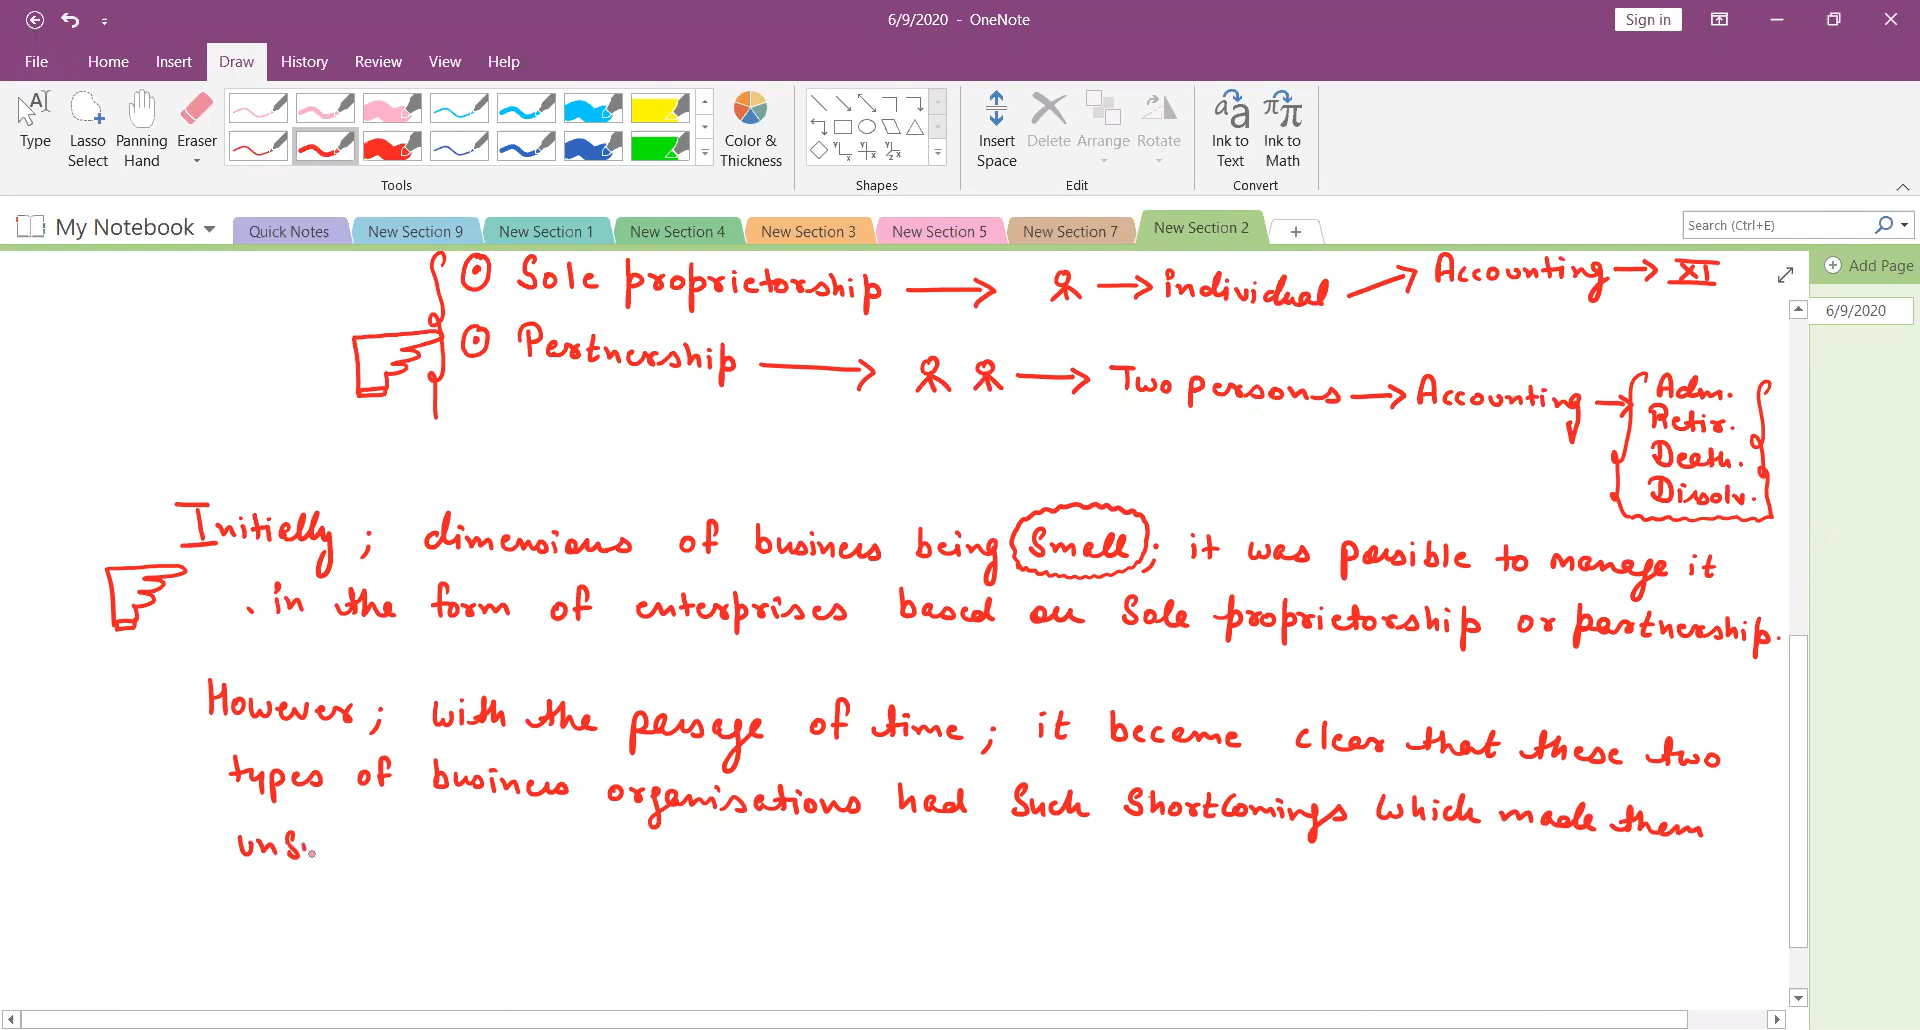 6/9/2020 - OneNote
Sign in
File Home Insert Draw History Review View Help
Type
Lasso Select
Panning Hand
Eraser
Color & Thickness
Insert Space
Delete
Arrange
Rotate
Ink to Text
Ink to Math
Tools
Shapes
Edit
Convert
My Notebook
Quick Notes
New Section 9
New Section 1
New Section 4
New Section 3
New Section 5
New Section 7
New Section 2
Search (Ctrl+E)
Add Page
6/9/2020
Sole proprietorship → → individual → Accounting → XI
Partnership → → Two persons → Accounting →
Adm.
Retir.
Death.
Dissolv.
Initially; dimensions of business being Small; it was possible to manage it
in the form of enterprises based on Sole proprietorship or partnership.
However; with the passage of time; it became clear that these two
types of business organisations had Such Shortcomings which made them
unS